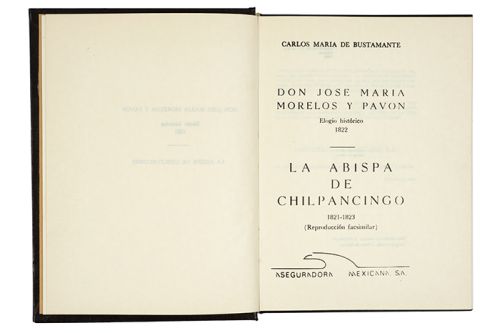 CARLOS MARIA DE BUSTAMANTE
DON JOSE MARIA
MORELOS Y PAVON
Elogio histórico
1822
LA ABISPA
DE
CHILPANCINGO
1821-1823
(Reproducción facsimilar)
ASEGURADORA MEXICANA, S.A.